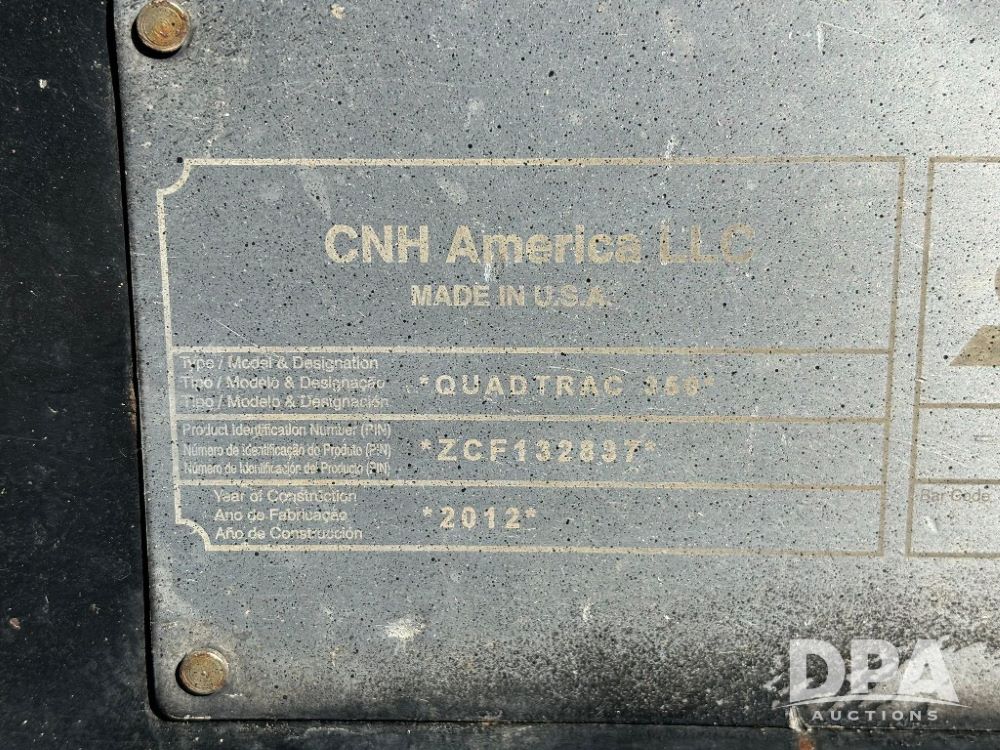 CNH America LLC
MADE IN U.S.A.
Type / Model & Designation
Tipo / Modelo & Designação
Tipo / Modelo & Designación
*QUADTRAC
Product Identification Number (PIN)
Número de Identificação do Produto (PIN)
Número de Identificación del Producto (PIN)
*ZCF132837*
Year of Construction
Ano de Fabricação
Año de Construcción
*2012*
Bar Code:
DPA
AUCTIONS